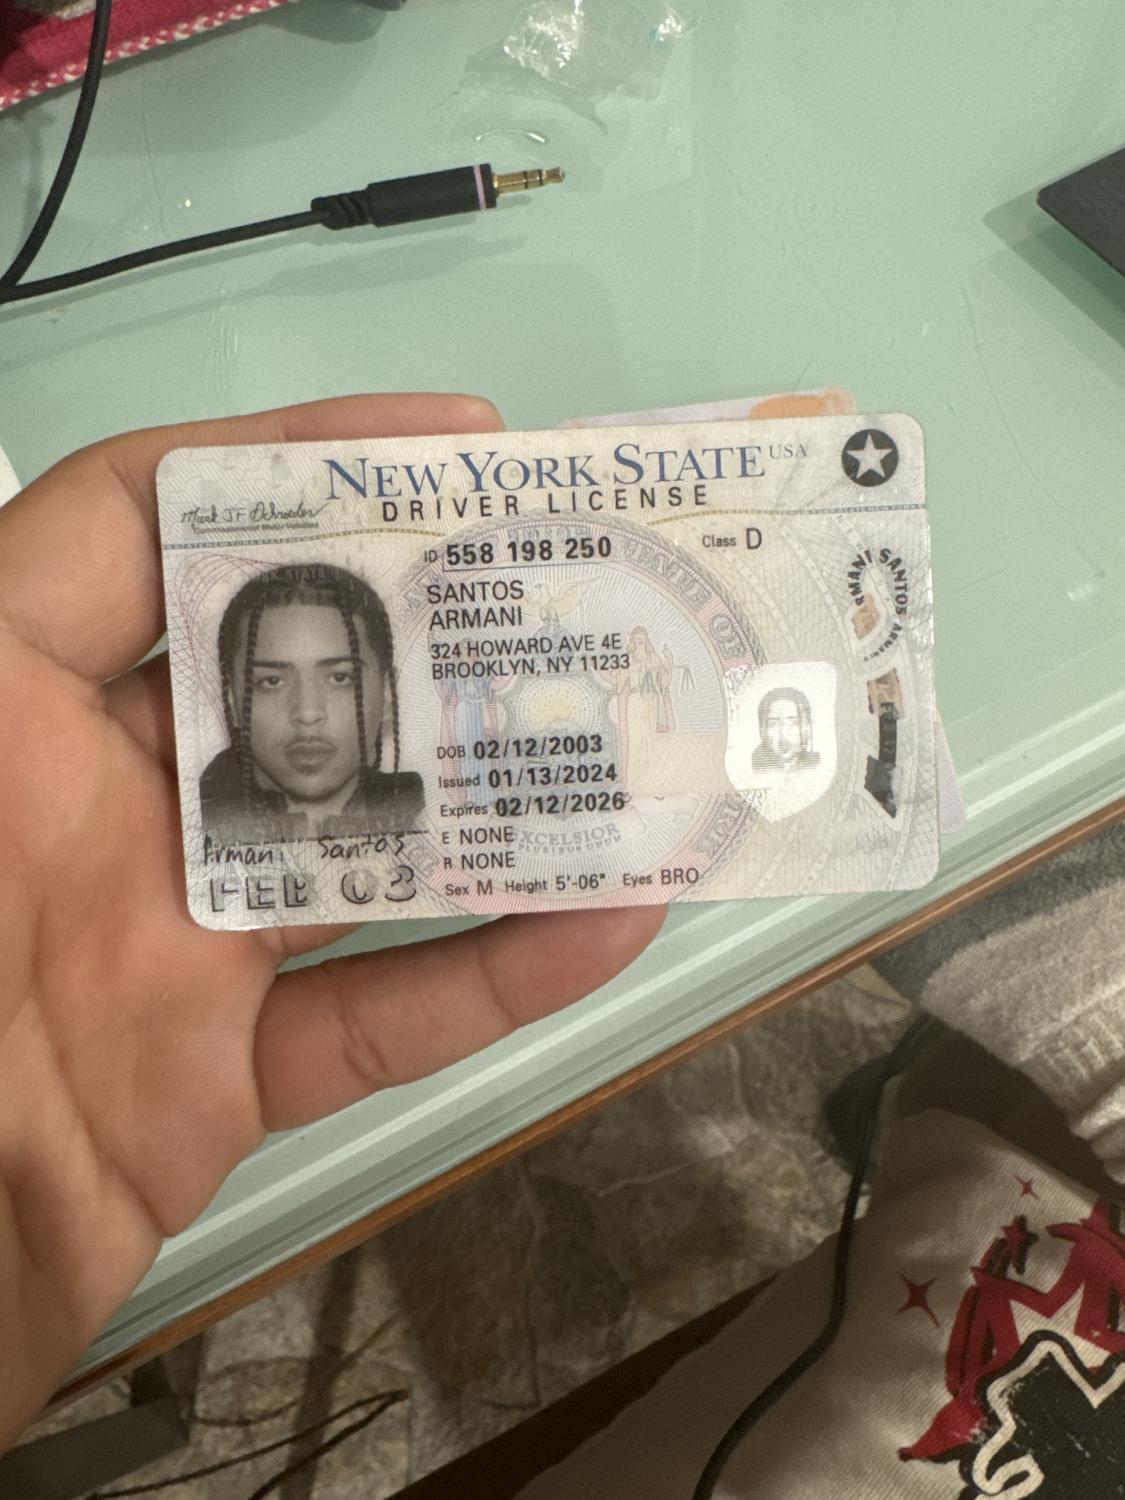 NEW YORK STATE USA
DRIVER LICENSE
ID 558 198 250
Class D
SANTOS
ARMANI
324 HOWARD AVE 4E
BROOKLYN, NY 11233
DOB 02/12/2003
Issued 01/13/2024
Expires 02/12/2026
E NONE
R NONE
Sex M Height 5'-06" Eyes BRO
Armani Santos
FEB 03
EXCELSIOR